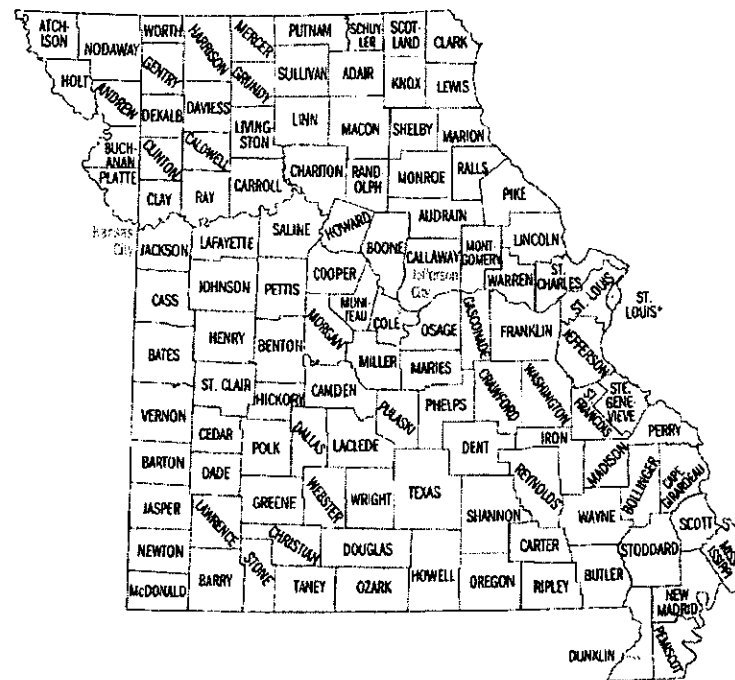 ATCH-
ISON
NODAWAY
WORTH
HARRISON
MERCER
PUTNAM
SCHUY
LER
SCOT-
LAND
CLARK
HOLT
ANDREW
GENTRY
GRUNDY
SULLIVAN
ADAIR
KNOX
LEWIS
DEKALB
DAVIESS
LIVING-
STON
LINN
MACON
SHELBY
MARION
BUCH-
ANAN
CLINTON
CALDWELL
CHARITON
RAND
OLPH
MONROE
RALLS
PLATTE
CLAY
RAY
CARROLL
PIKE
Kansas
City
JACKSON
LAFAYETTE
SALINE
HOWARD
BOONE
AUDRAIN
CALLAWAY
Jefferson
City
MONT-
GOMERY
LINCOLN
WARREN
ST.
CHARLES
ST. LOUIS
ST.
LOUIS*
CASS
JOHNSON
PETTIS
COOPER
MONI-
TEAU
COLE
OSAGE
GASCONADE
FRANKLIN
JEFFERSON
BATES
HENRY
BENTON
MORGAN
MILLER
MARIES
ST. CLAIR
HICKORY
CAMDEN
PULASKI
PHELPS
CRAWFORD
WASHINGTON
ST.
FRANCOIS
STE.
GENE-
VIEVE
VERNON
CEDAR
POLK
DALLAS
LACLEDE
DENT
IRON
MADISON
PERRY
BARTON
DADE
GREENE
WEBSTER
WRIGHT
TEXAS
REYNOLDS
BOLLINGER
CAPE
GIRARDEAU
JASPER
LAWRENCE
SHANNON
WAYNE
SCOTT
NEWTON
CHRISTIAN
DOUGLAS
CARTER
STODDARD
MISS
ISSIPPI
McDONALD
BARRY
STONE
TANEY
OZARK
HOWELL
OREGON
RIPLEY
BUTLER
NEW
MADRID
DUNKLIN
PEMISCOT